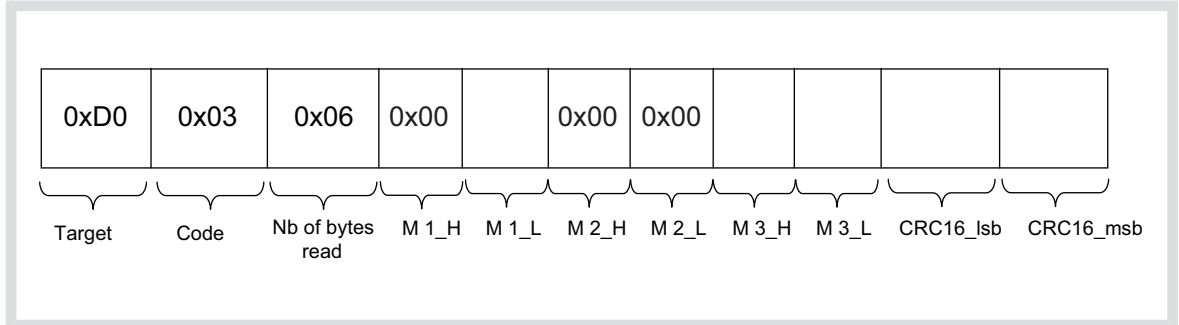 0xD0 0x03 0x06 0x00 0x00 0x00
Target Code Nb of bytes read M 1_H M 1_L M 2_H M 2_L M 3_H M 3_L CRC16_lsb CRC16_msb